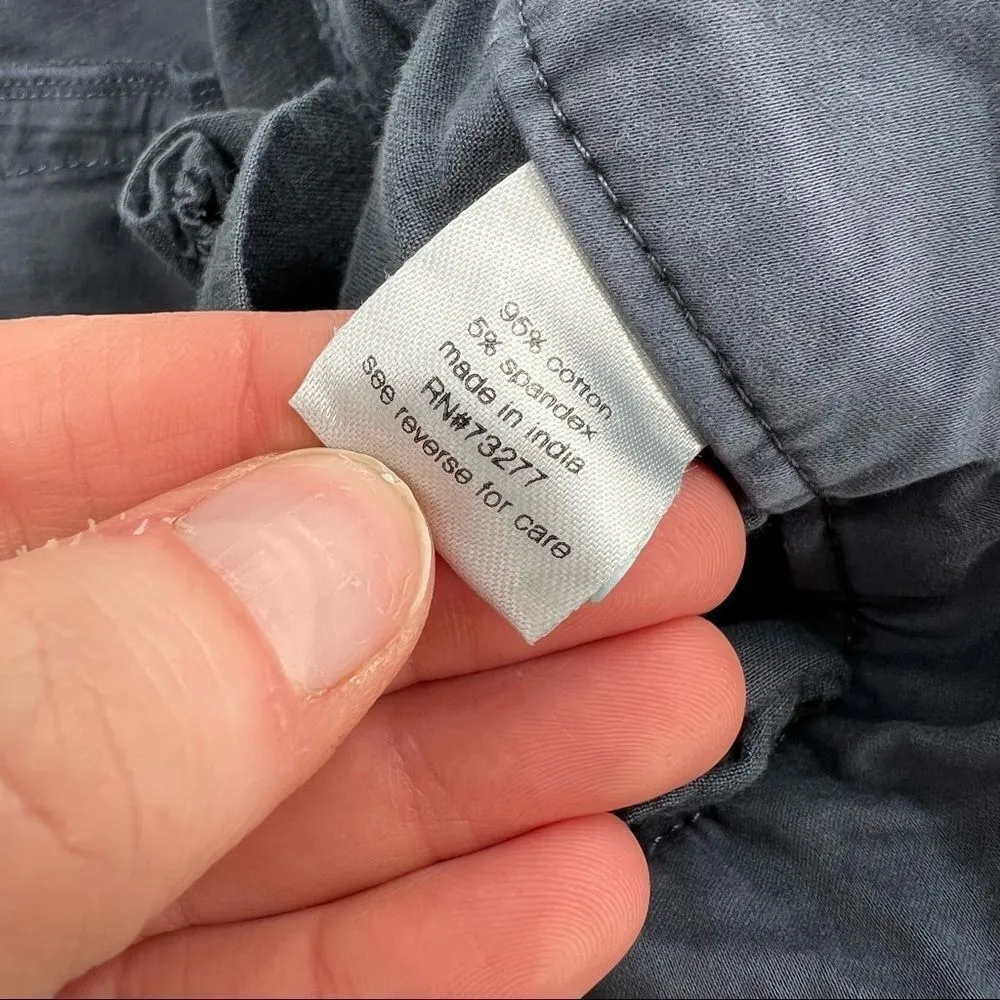 95% cotton
5% spandex
made in india
RN#73277
see reverse for care